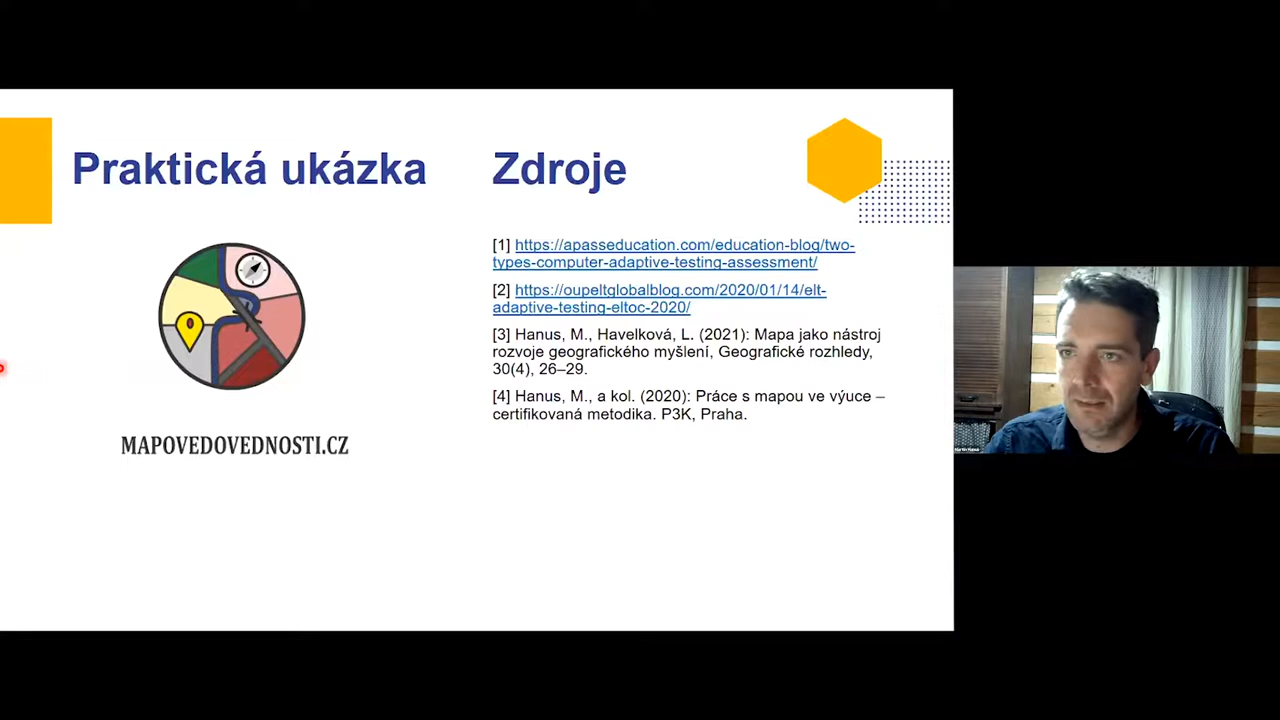 Praktická ukázka
MAPOVEDOVEDNOSTI.CZ
Zdroje
[1] https://apasseducation.com/education-blog/two-
types-computer-adaptive-testing-assessment/
[2] https://oupeltglobalblog.com/2020/01/14/elt-
adaptive-testing-eltoc-2020/
[3] Hanus, M., Havelková, L. (2021): Mapa jako nástroj
rozvoje geografického myšlení, Geografické rozhledy,
30(4), 26–29.
[4] Hanus, M., a kol. (2020): Práce s mapou ve výuce –
certifikovaná metodika. P3K, Praha.